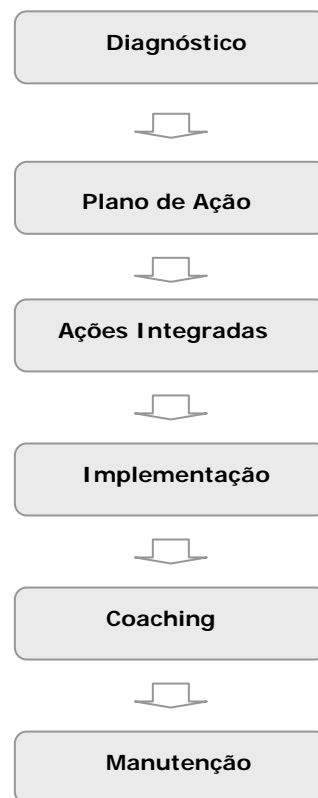 Diagnóstico
Plano de Ação
Ações Integradas
Implementação
Coaching
Manutenção